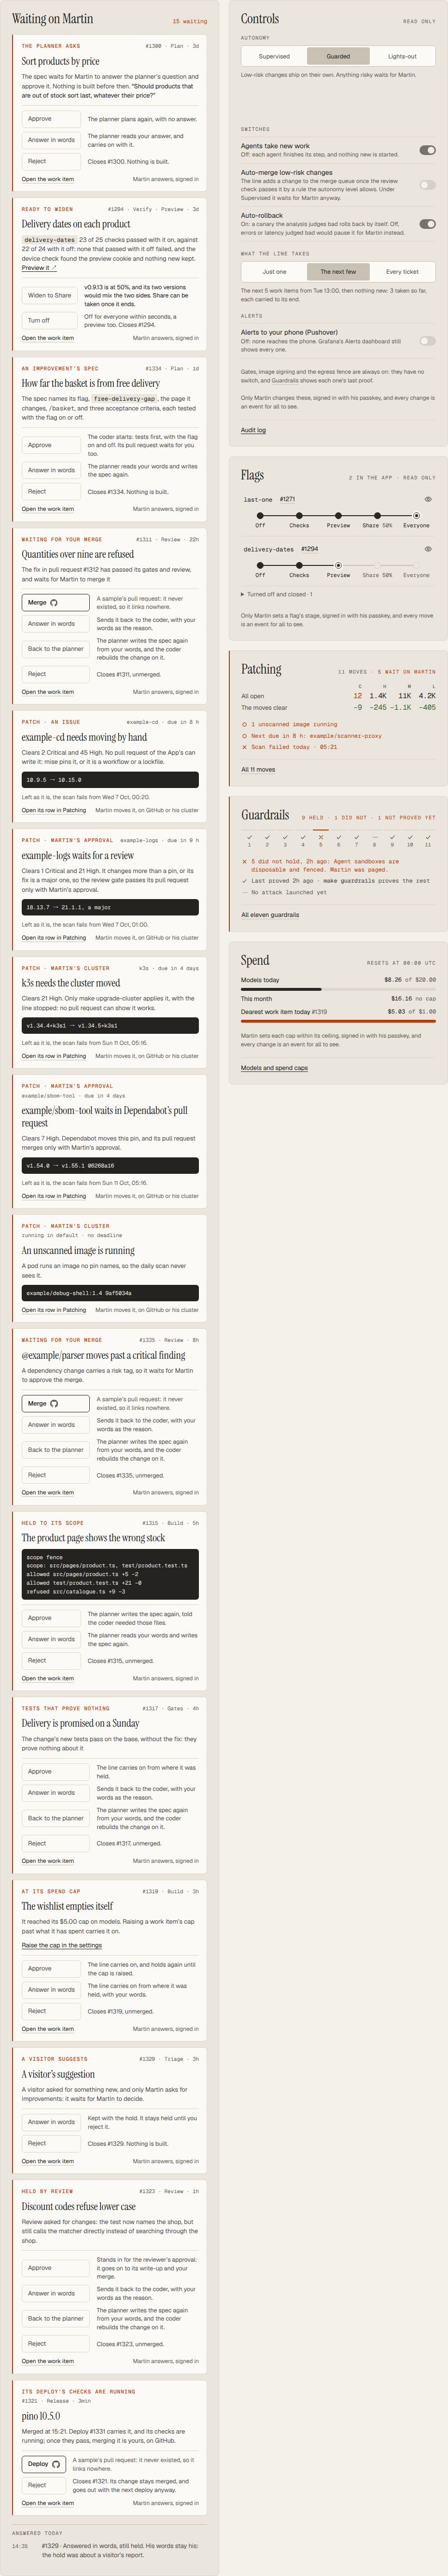 Waiting on Martin
15 waiting
THE PLANNER ASKS
#1300 · Plan · 3d
Sort products by price
The spec waits for Martin to answer the planner's question and
approve it. Nothing is built before then. "Should products that
are out of stock sort last, whatever their price?"
Approve
The planner plans again, with no answer.
Answer in words
The planner reads your answer, and
carries on with it.
Reject
Closes #1300. Nothing is built.
Open the work item
Martin answers, signed in
READY TO WIDEN
#1294 · Verify · Preview · 3d
Delivery dates on each product
delivery-dates 23 of 25 checks passed with it on, against
22 of 24 with it off: none that passed with it off failed, and the
device check found the preview cookie and nothing new kept.
Preview it ↗
Widen to Share
v0.9.13 is at 50%, and its two versions
would mix the two sides. Share can be
taken once it ends.
Turn off
Off for everyone within seconds, a
preview too. Closes #1294.
Open the work item
Martin answers, signed in
AN IMPROVEMENT'S SPEC
#1334 · Plan · 1d
How far the basket is from free delivery
The spec names its flag, free-delivery-gap, the page it
changes, /basket, and three acceptance criteria, each tested
with the flag on or off.
Approve
The coder starts: tests first, with the flag
on and off. Its pull request waits for you
too.
Answer in words
The planner reads your words and writes
the spec again.
Reject
Closes #1334. Nothing is built.
Open the work item
Martin answers, signed in
WAITING FOR YOUR MERGE
#1311 · Review · 22h
Quantities over nine are refused
The fix in pull request #1312 has passed its gates and review,
and waits for Martin to merge it
Merge
A sample's pull request: it never
existed, so it links nowhere.
Answer in words
Sends it back to the coder, with your
words as the reason.
Back to the planner
The planner writes the spec again
from your words, and the coder
rebuilds the change on it.
Reject
Closes #1311, unmerged.
Open the work item
Martin answers, signed in
PATCH · AN ISSUE
example-cd · due in 8 h
example-cd needs moving by hand
Clears 2 Critical and 45 High. No pull request of the App's can
write it: mise pins it, or it is a workflow or a lockfile.
10.9.5 → 10.15.0
Left as it is, the scan fails from Wed 7 Oct, 00:20.
Open its row in Patching
Martin moves it, on GitHub or his cluster
PATCH · MARTIN'S APPROVAL
example-logs · due in 9 h
example-logs waits for a review
Clears 1 Critical and 21 High. It changes more than a pin, or its
fix is a major one, so the review gate passes its pull request
only with Martin's approval.
18.13.7 → 21.1.1, a major
Left as it is, the scan fails from Wed 7 Oct, 01:00.
Open its row in Patching
Martin moves it, on GitHub or his cluster
PATCH · MARTIN'S CLUSTER
k3s · due in 4 days
k3s needs the cluster moved
Clears 21 High. Only make upgrade-cluster applies it, with the
line stopped: no pull request can show it works.
v1.34.4+k3s1 → v1.34.5+k3s1
Left as it is, the scan fails from Sun 11 Oct, 05:16.
Open its row in Patching
Martin moves it, on GitHub or his cluster
PATCH · MARTIN'S APPROVAL
example/sbom-tool · due in 4 days
example/sbom-tool waits in Dependabot's pull
request
Clears 7 High. Dependabot moves this pin, and its pull request
merges only with Martin's approval.
v1.54.0 → v1.55.1 06268a16
Left as it is, the scan fails from Sun 11 Oct, 05:16.
Open its row in Patching
Martin moves it, on GitHub or his cluster
PATCH · MARTIN'S CLUSTER
running in default · no deadline
An unscanned image is running
A pod runs an image no pin names, so the daily scan never
sees it.
example/debug-shell:1.4 9af5034a
Open its row in Patching
Martin moves it, on GitHub or his cluster
WAITING FOR YOUR MERGE
#1335 · Review · 8h
@example/parser moves past a critical finding
A dependency change carries a risk tag, so it waits for Martin
to approve the merge.
Merge
A sample's pull request: it never
existed, so it links nowhere.
Answer in words
Sends it back to the coder, with your
words as the reason.
Back to the planner
The planner writes the spec again
from your words, and the coder
rebuilds the change on it.
Reject
Closes #1335, unmerged.
Open the work item
Martin answers, signed in
HELD TO ITS SCOPE
#1315 · Build · 5h
The product page shows the wrong stock
scope fence
scope: src/pages/product.ts, test/product.test.ts
allowed src/pages/product.ts +5 −2
allowed test/product.test.ts +21 −0
refused src/catalogue.ts +9 −3
Approve
The planner writes the spec again, told
the coder needed those files.
Answer in words
The planner reads your words and writes
the spec again.
Reject
Closes #1315, unmerged.
Open the work item
Martin answers, signed in
TESTS THAT PROVE NOTHING
#1317 · Gates · 4h
Delivery is promised on a Sunday
The change's new tests pass on the base, without the fix: they
prove nothing about it
Approve
The line carries on from where it was
held.
Answer in words
Sends it back to the coder, with your
words as the reason.
Back to the planner
The planner writes the spec again
from your words, and the coder
rebuilds the change on it.
Reject
Closes #1317, unmerged.
Open the work item
Martin answers, signed in
AT ITS SPEND CAP
#1319 · Build · 3h
The wishlist empties itself
It reached its $5.00 cap on models. Raising a work item's cap
past what it has spent carries it on.
Raise the cap in the settings
Approve
The line carries on, and holds again until
the cap is raised.
Answer in words
The line carries on from where it was
held, with your words.
Reject
Closes #1319, unmerged.
Open the work item
Martin answers, signed in
A VISITOR SUGGESTS
#1329 · Triage · 3h
A visitor's suggestion
A visitor asked for something new, and only Martin asks for
improvements: it waits for Martin to decide.
Answer in words
Kept with the hold. It stays held until you
reject it.
Reject
Closes #1329. Nothing is built.
Open the work item
Martin answers, signed in
HELD BY REVIEW
#1323 · Review · 1h
Discount codes refuse lower case
Review asked for changes: the test now names the shop, but
still calls the matcher directly instead of searching through the
shop.
Approve
Stands in for the reviewer's approval:
it goes on to its write-up and your
merge.
Answer in words
Sends it back to the coder, with your
words as the reason.
Back to the planner
The planner writes the spec again
from your words, and the coder
rebuilds the change on it.
Reject
Closes #1323, unmerged.
Open the work item
Martin answers, signed in
ITS DEPLOY'S CHECKS ARE RUNNING
#1321 · Release · 3min
pino 10.5.0
Merged at 15:21. Deploy #1331 carries it, and its checks are
running; once they pass, merging it is yours, on GitHub.
Deploy
A sample's pull request: it never existed, so it
links nowhere.
Reject
Closes #1321. Its change stays merged, and
goes out with the next deploy anyway.
Open the work item
Martin answers, signed in
ANSWERED TODAY
14:35
#1329 · Answered in words, still held. His words stay his:
the hold was about a visitor's report.
Controls
READ ONLY
AUTONOMY
Supervised
Guarded
Lights-out
Low-risk changes ship on their own. Anything risky waits for Martin.
SWITCHES
Agents take new work
Off: each agent finishes its step, and nothing new is started.
Auto-merge low-risk changes
The line adds a change to the merge queue once the review
check passes it by a rule the autonomy level allows. Under
Supervised it waits for Martin anyway.
Auto-rollback
On: a canary the analysis judges bad rolls back by itself. Off,
errors or latency judged bad would pause it for Martin instead.
WHAT THE LINE TAKES
Just one
The next few
Every ticket
The next 5 work items from Tue 13:00, then nothing new: 3 taken so far,
each carried to its end.
ALERTS
Alerts to your phone (Pushover)
Off: none reaches the phone. Grafana's Alerts dashboard still
shows every one.
Gates, image signing and the egress fence are always on: they have no
switch, and Guardrails shows each one's last proof.
Only Martin changes these, signed in with his passkey, and every change is
an event for all to see.
Audit log
Flags
2 IN THE APP · READ ONLY
last-one #1271
Off
Checks
Preview
Share 50%
Everyone
delivery-dates #1294
Off
Checks
Preview
Share 50%
Everyone
▶ Turned off and closed · 1
Only Martin sets a flag's stage, signed in with his passkey, and every move
is an event for all to see.
Patching
11 MOVES · 5 WAIT ON MARTIN
C H M L
All open 12 1.4K 11K 4.2K
The moves clear −9 −245 −1.1K −405
1 unscanned image running
Next due in 8 h: example/scanner-proxy
Scan failed today · 05:21
All 11 moves
Guardrails
9 HELD · 1 DID NOT · 1 NOT PROVED YET
1 2 3 4 5 6 7 8 9 10 11
5 did not hold, 2h ago: Agent sandboxes are
disposable and fenced. Martin was paged.
Last proved 2h ago · make guardrails proves the rest
No attack launched yet
All eleven guardrails
Spend
RESETS AT 00:00 UTC
Models today
$8.26 of $20.00
This month
$16.16 no cap
Dearest work item today #1319
$5.03 of $1.00
Martin sets each cap within its ceiling, signed in with his passkey, and
every change is an event for all to see.
Models and spend caps